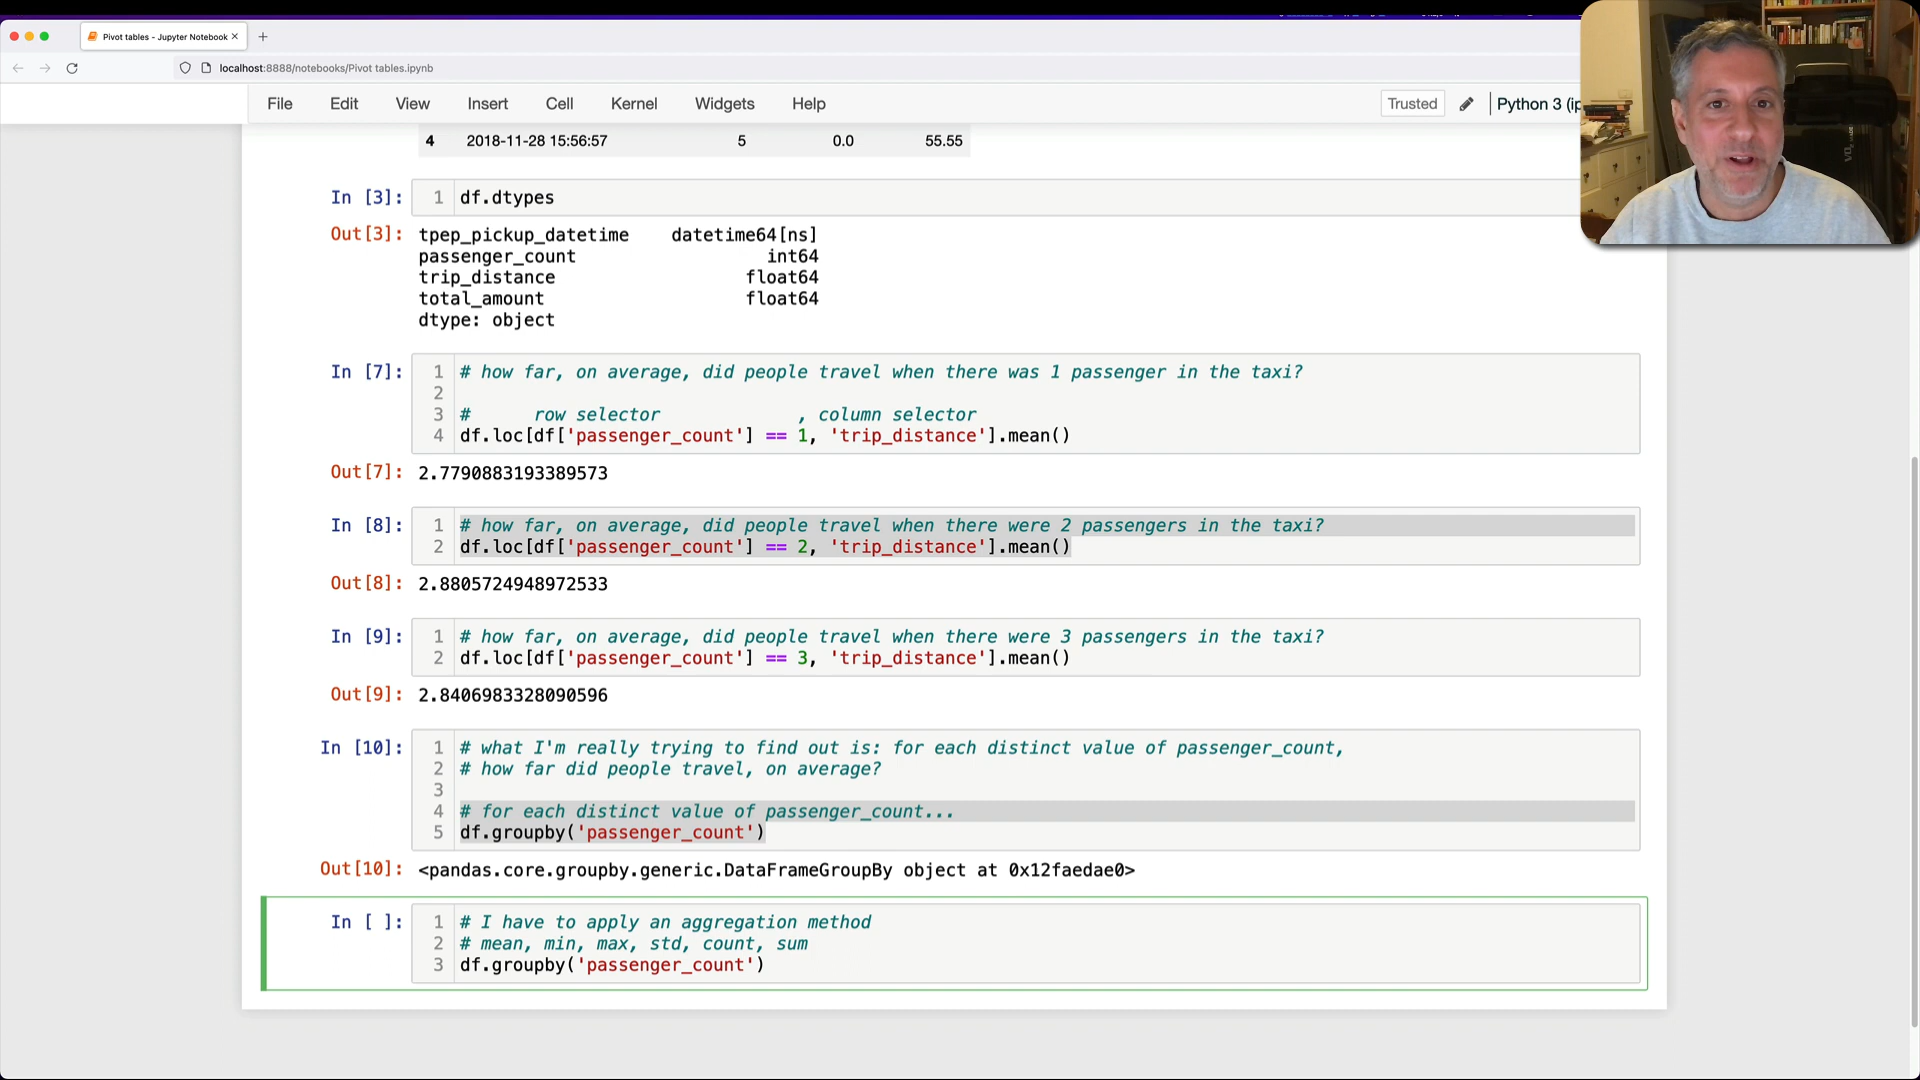 Pivot tables - Jupyter Notebook
localhost:8888/notebooks/Pivot tables.ipynb
File Edit View Insert Cell Kernel Widgets Help Trusted Python 3 (ip
4 2018-11-28 15:56:57 5 0.0 55.55
In [3]: 1 df.dtypes
Out[3]: tpep_pickup_datetime datetime64[ns]
passenger_count int64
trip_distance float64
total_amount float64
dtype: object
In [7]: 1 # how far, on average, did people travel when there was 1 passenger in the taxi?
2
3 # row selector , column selector
4 df.loc[df['passenger_count'] == 1, 'trip_distance'].mean()
Out[7]: 2.7790883193389573
In [8]: 1 # how far, on average, did people travel when there were 2 passengers in the taxi?
2 df.loc[df['passenger_count'] == 2, 'trip_distance'].mean()
Out[8]: 2.8805724948972533
In [9]: 1 # how far, on average, did people travel when there were 3 passengers in the taxi?
2 df.loc[df['passenger_count'] == 3, 'trip_distance'].mean()
Out[9]: 2.8406983328090596
In [10]: 1 # what I'm really trying to find out is: for each distinct value of passenger_count,
2 # how far did people travel, on average?
3
4 # for each distinct value of passenger_count...
5 df.groupby('passenger_count')
Out[10]: <pandas.core.groupby.generic.DataFrameGroupBy object at 0x12faedae0>
In [ ]: 1 # I have to apply an aggregation method
2 # mean, min, max, std, count, sum
3 df.groupby('passenger_count')